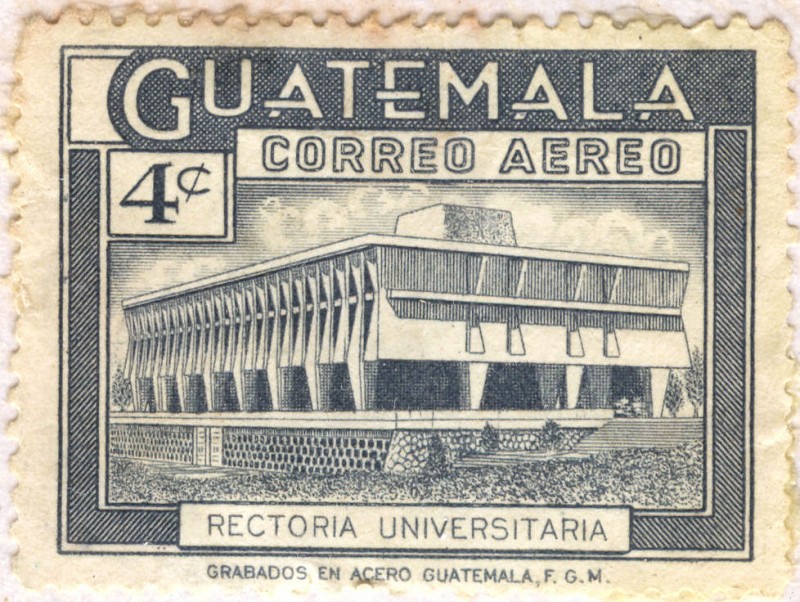 GUATEMALA
CORREO AEREO
4¢
RECTORIA UNIVERSITARIA
GRABADOS EN ACERO GUATEMALA, F. G. M.